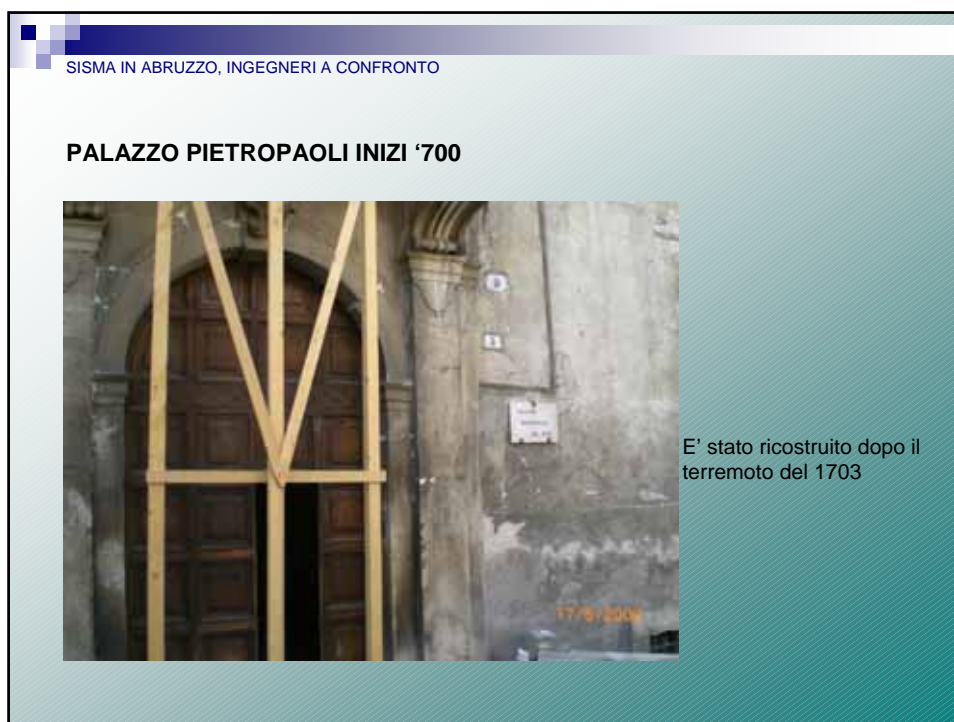 SISMA IN ABRUZZO, INGEGNERI A CONFRONTO
PALAZZO PIETROPAOLI INIZI ‘700
E’ stato ricostruito dopo il
terremoto del 1703